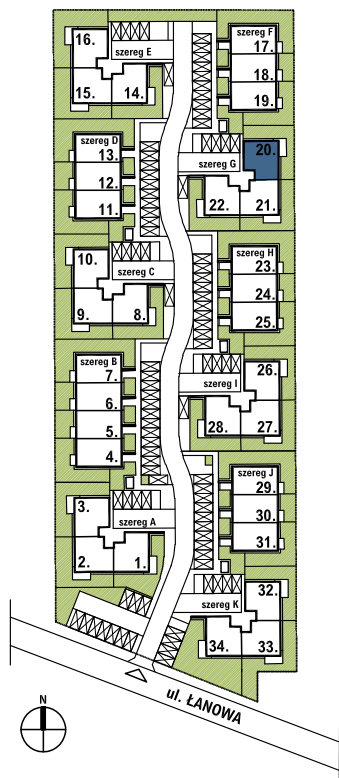 16.
szereg E
15.
14.
szereg F
17.
18.
19.
szereg D
13.
12.
11.
20.
szereg G
22.
21.
10.
szereg C
9.
8.
szereg H
23.
24.
25.
szereg B
7.
6.
5.
4.
26.
szereg I
28.
27.
3.
szereg A
2.
1.
szereg J
29.
30.
31.
32.
szereg K
34.
33.
ul. ŁANOWA
N